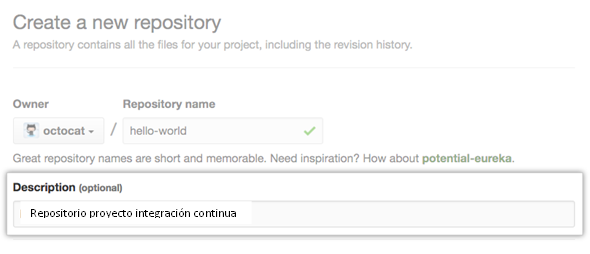 Create a new repository
A repository contains all the files for your project, including the revision history.
Owner Repository name
octocat / hello-world
Great repository names are short and memorable. Need inspiration? How about potential-eureka.
Description (optional)
Repositorio proyecto integración continua